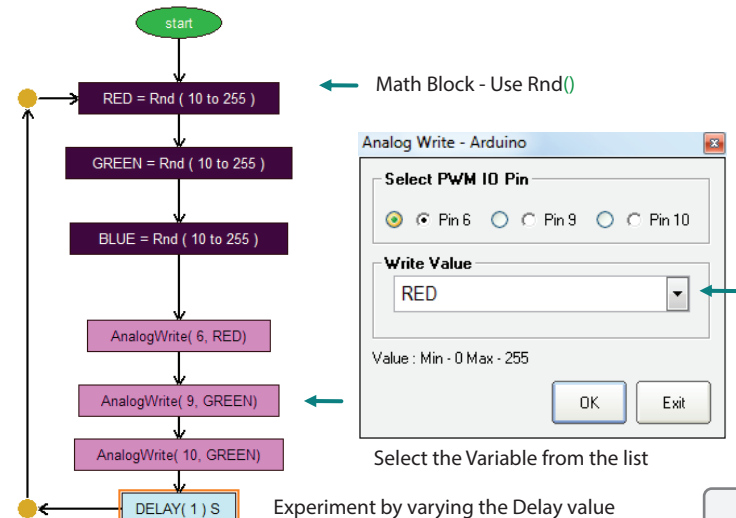 start
RED = Rnd ( 10 to 255 )
Math Block - Use Rnd()
GREEN = Rnd ( 10 to 255 )
BLUE = Rnd ( 10 to 255 )
AnalogWrite( 6, RED)
AnalogWrite( 9, GREEN)
AnalogWrite( 10, GREEN)
DELAY( 1 ) S
Analog Write - Arduino
Select PWM IO Pin
Pin 6 Pin 9 Pin 10
Write Value
RED
Value : Min - 0 Max - 255
OK Exit
Select the Variable from the list
Experiment by varying the Delay value